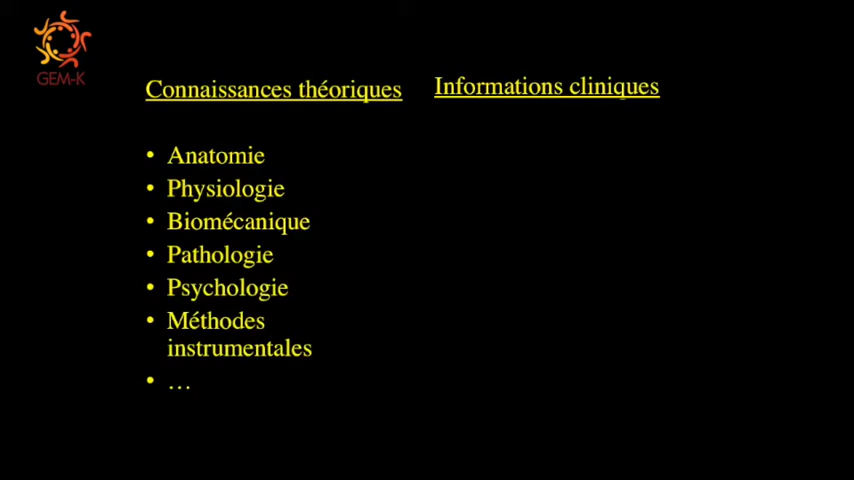 GEM-K
Connaissances théoriques
Informations cliniques
• Anatomie
• Physiologie
• Biomécanique
• Pathologie
• Psychologie
• Méthodes
instrumentales
• …